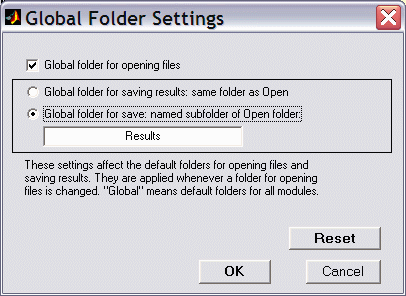 Global Folder Settings
Global folder for opening files
Global folder for saving results: same folder as Open
Global folder for save: named subfolder of Open folder:
Results
These settings affect the default folders for opening files and
saving results. They are applied whenever a folder for opening
files is changed. "Global" means default folders for all modules.
Reset
OK
Cancel